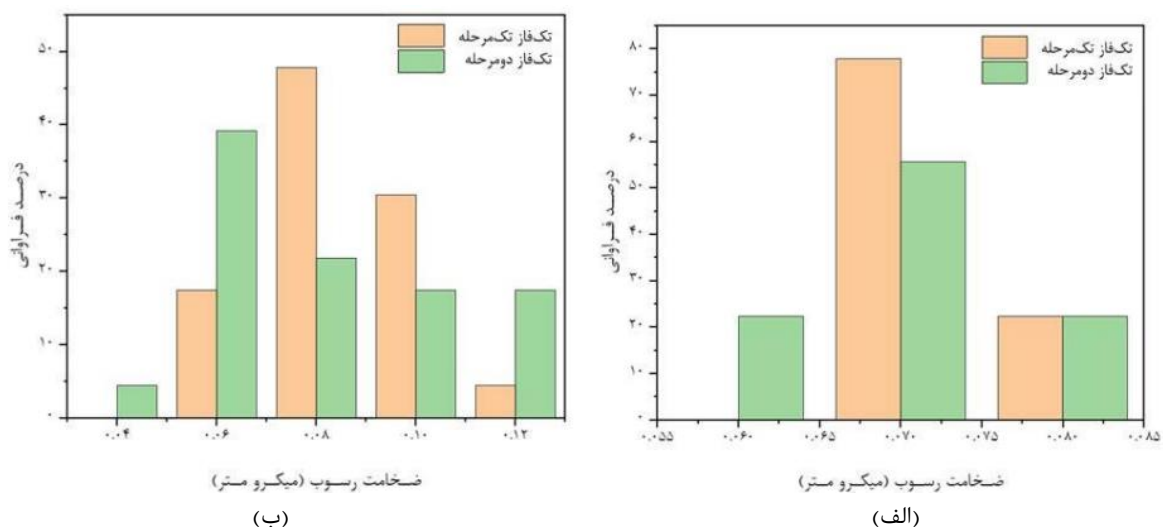 ۸۰
۷۰
۶۰
۵۰
۴۰
۳۰
۲۰
۱۰
۰
درصد فراوانی
تک‌فاز تک‌مرحله
تک‌فاز دومرحله
۰.۰۵۵ ۰.۰۶۰ ۰.۰۶۵ ۰.۰۷۰ ۰.۰۷۵ ۰.۰۸۰ ۰.۰۸۵
ضخامت رسوب (میکرو متر)
(الف)
۵۰
۴۰
۳۰
۲۰
۱۰
۰
درصد فراوانی
تک‌فاز تک‌مرحله
تک‌فاز دومرحله
۰.۰۴ ۰.۰۶ ۰.۰۸ ۰.۱۰ ۰.۱۲
ضخامت رسوب (میکرو متر)
(ب)